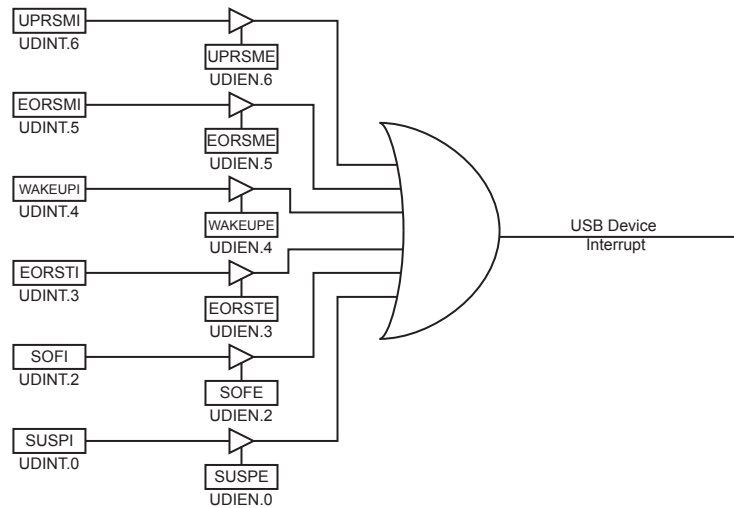 UPRSMI
UDINT.6
UPRSME
UDIEN.6
EORSMI
UDINT.5
EORSME
UDIEN.5
WAKEUPI
UDINT.4
WAKEUPE
UDIEN.4
EORSTI
UDINT.3
EORSTE
UDIEN.3
SOFI
UDINT.2
SOFE
UDIEN.2
SUSPI
UDINT.0
SUSPE
UDIEN.0
USB Device
Interrupt